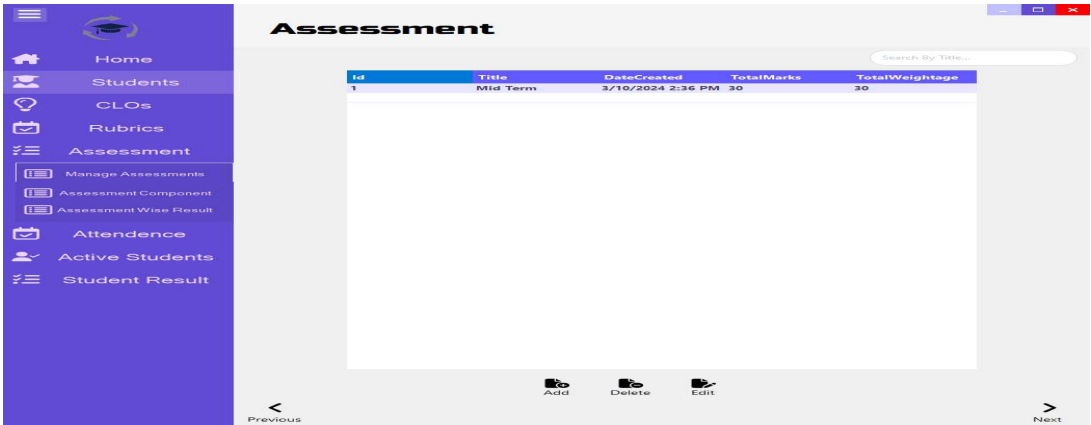 Assessment
Home
Students
CLOs
Rubrics
Assessment
Manage Assessments
Assessment Component
Assessment Wise Result
Attendence
Active Students
Student Result
Search By Title...
Id Title DateCreated TotalMarks TotalWeightage
1 Mid Term 3/10/2024 2:36 PM 30 30
Add Delete Edit
Previous Next